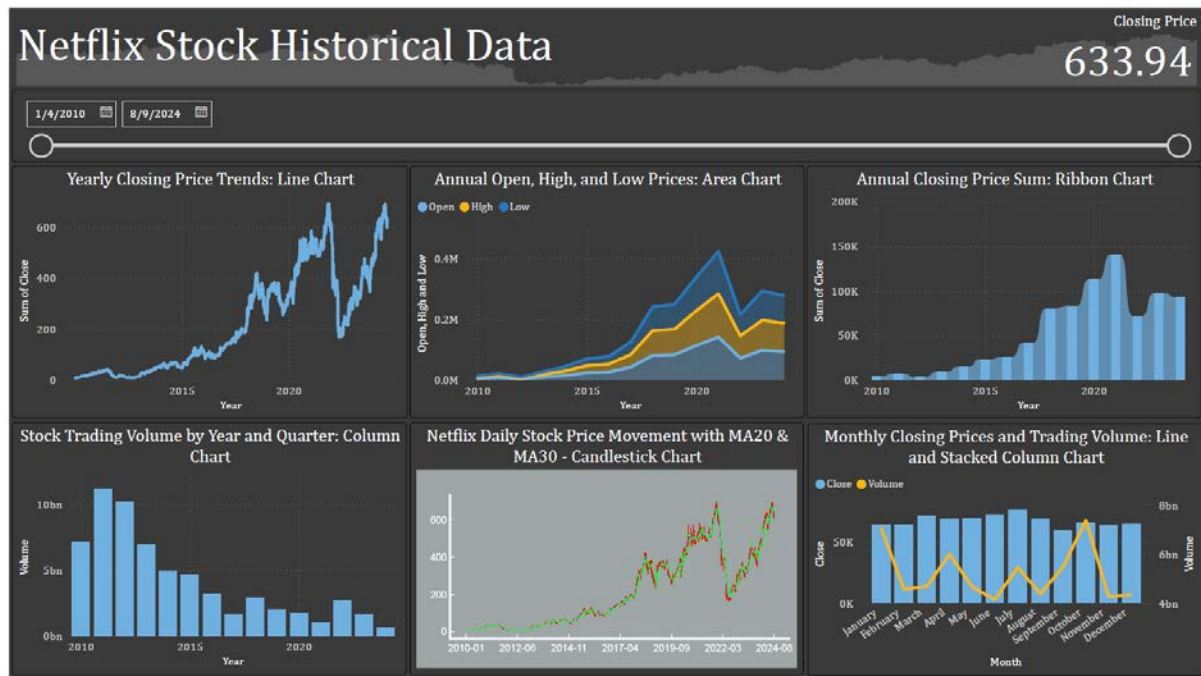 Closing Price
Netflix Stock Historical Data
633.94
1/4/2010
8/9/2024
Yearly Closing Price Trends: Line Chart
600
400
200
0
Sum of Close
2015
2020
Year
Annual Open, High, and Low Prices: Area Chart
Open High Low
0.4M
0.2M
0.0M
Open, High and Low
2010
2015
2020
Year
Annual Closing Price Sum: Ribbon Chart
200K
150K
100K
50K
0K
Sum of Close
2010
2015
2020
Year
Stock Trading Volume by Year and Quarter: Column
Chart
10bn
5bn
0bn
Volume
2010
2015
2020
Year
Netflix Daily Stock Price Movement with MA20 &
MA30 - Candlestick Chart
600
400
200
0
2010-01 2012-06 2014-11 2017-04 2019-09 2022-03 2024-08
Monthly Closing Prices and Trading Volume: Line
and Stacked Column Chart
Close Volume
50K
0K
Close
8bn
6bn
4bn
Volume
January
February
March
April
May
June
July
August
September
October
November
December
Month